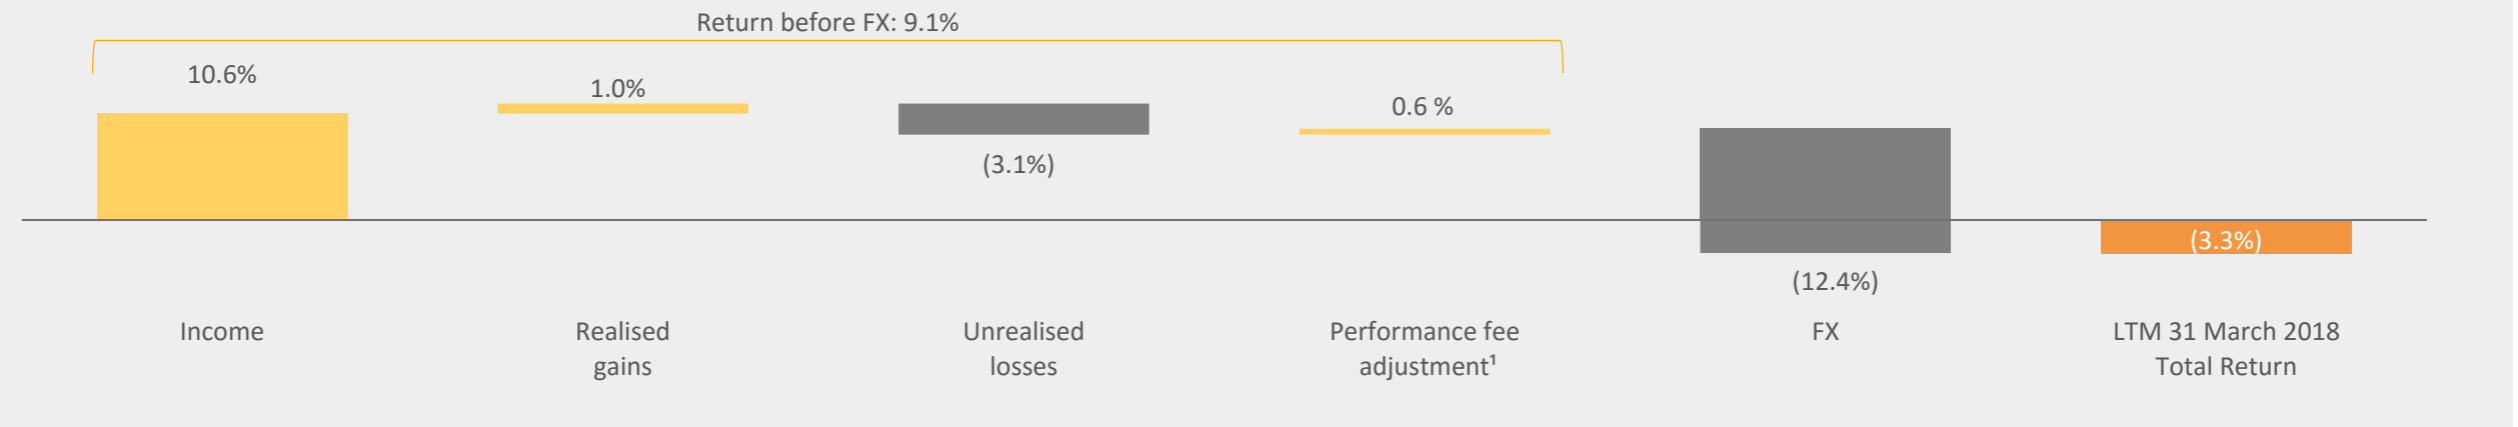 Return before FX: 9.1%
10.6%
1.0%
(3.1%)
0.6 %
(12.4%)
(3.3%)
Income
Realised
gains
Unrealised
losses
Performance fee
adjustment¹
FX
LTM 31 March 2018
Total Return